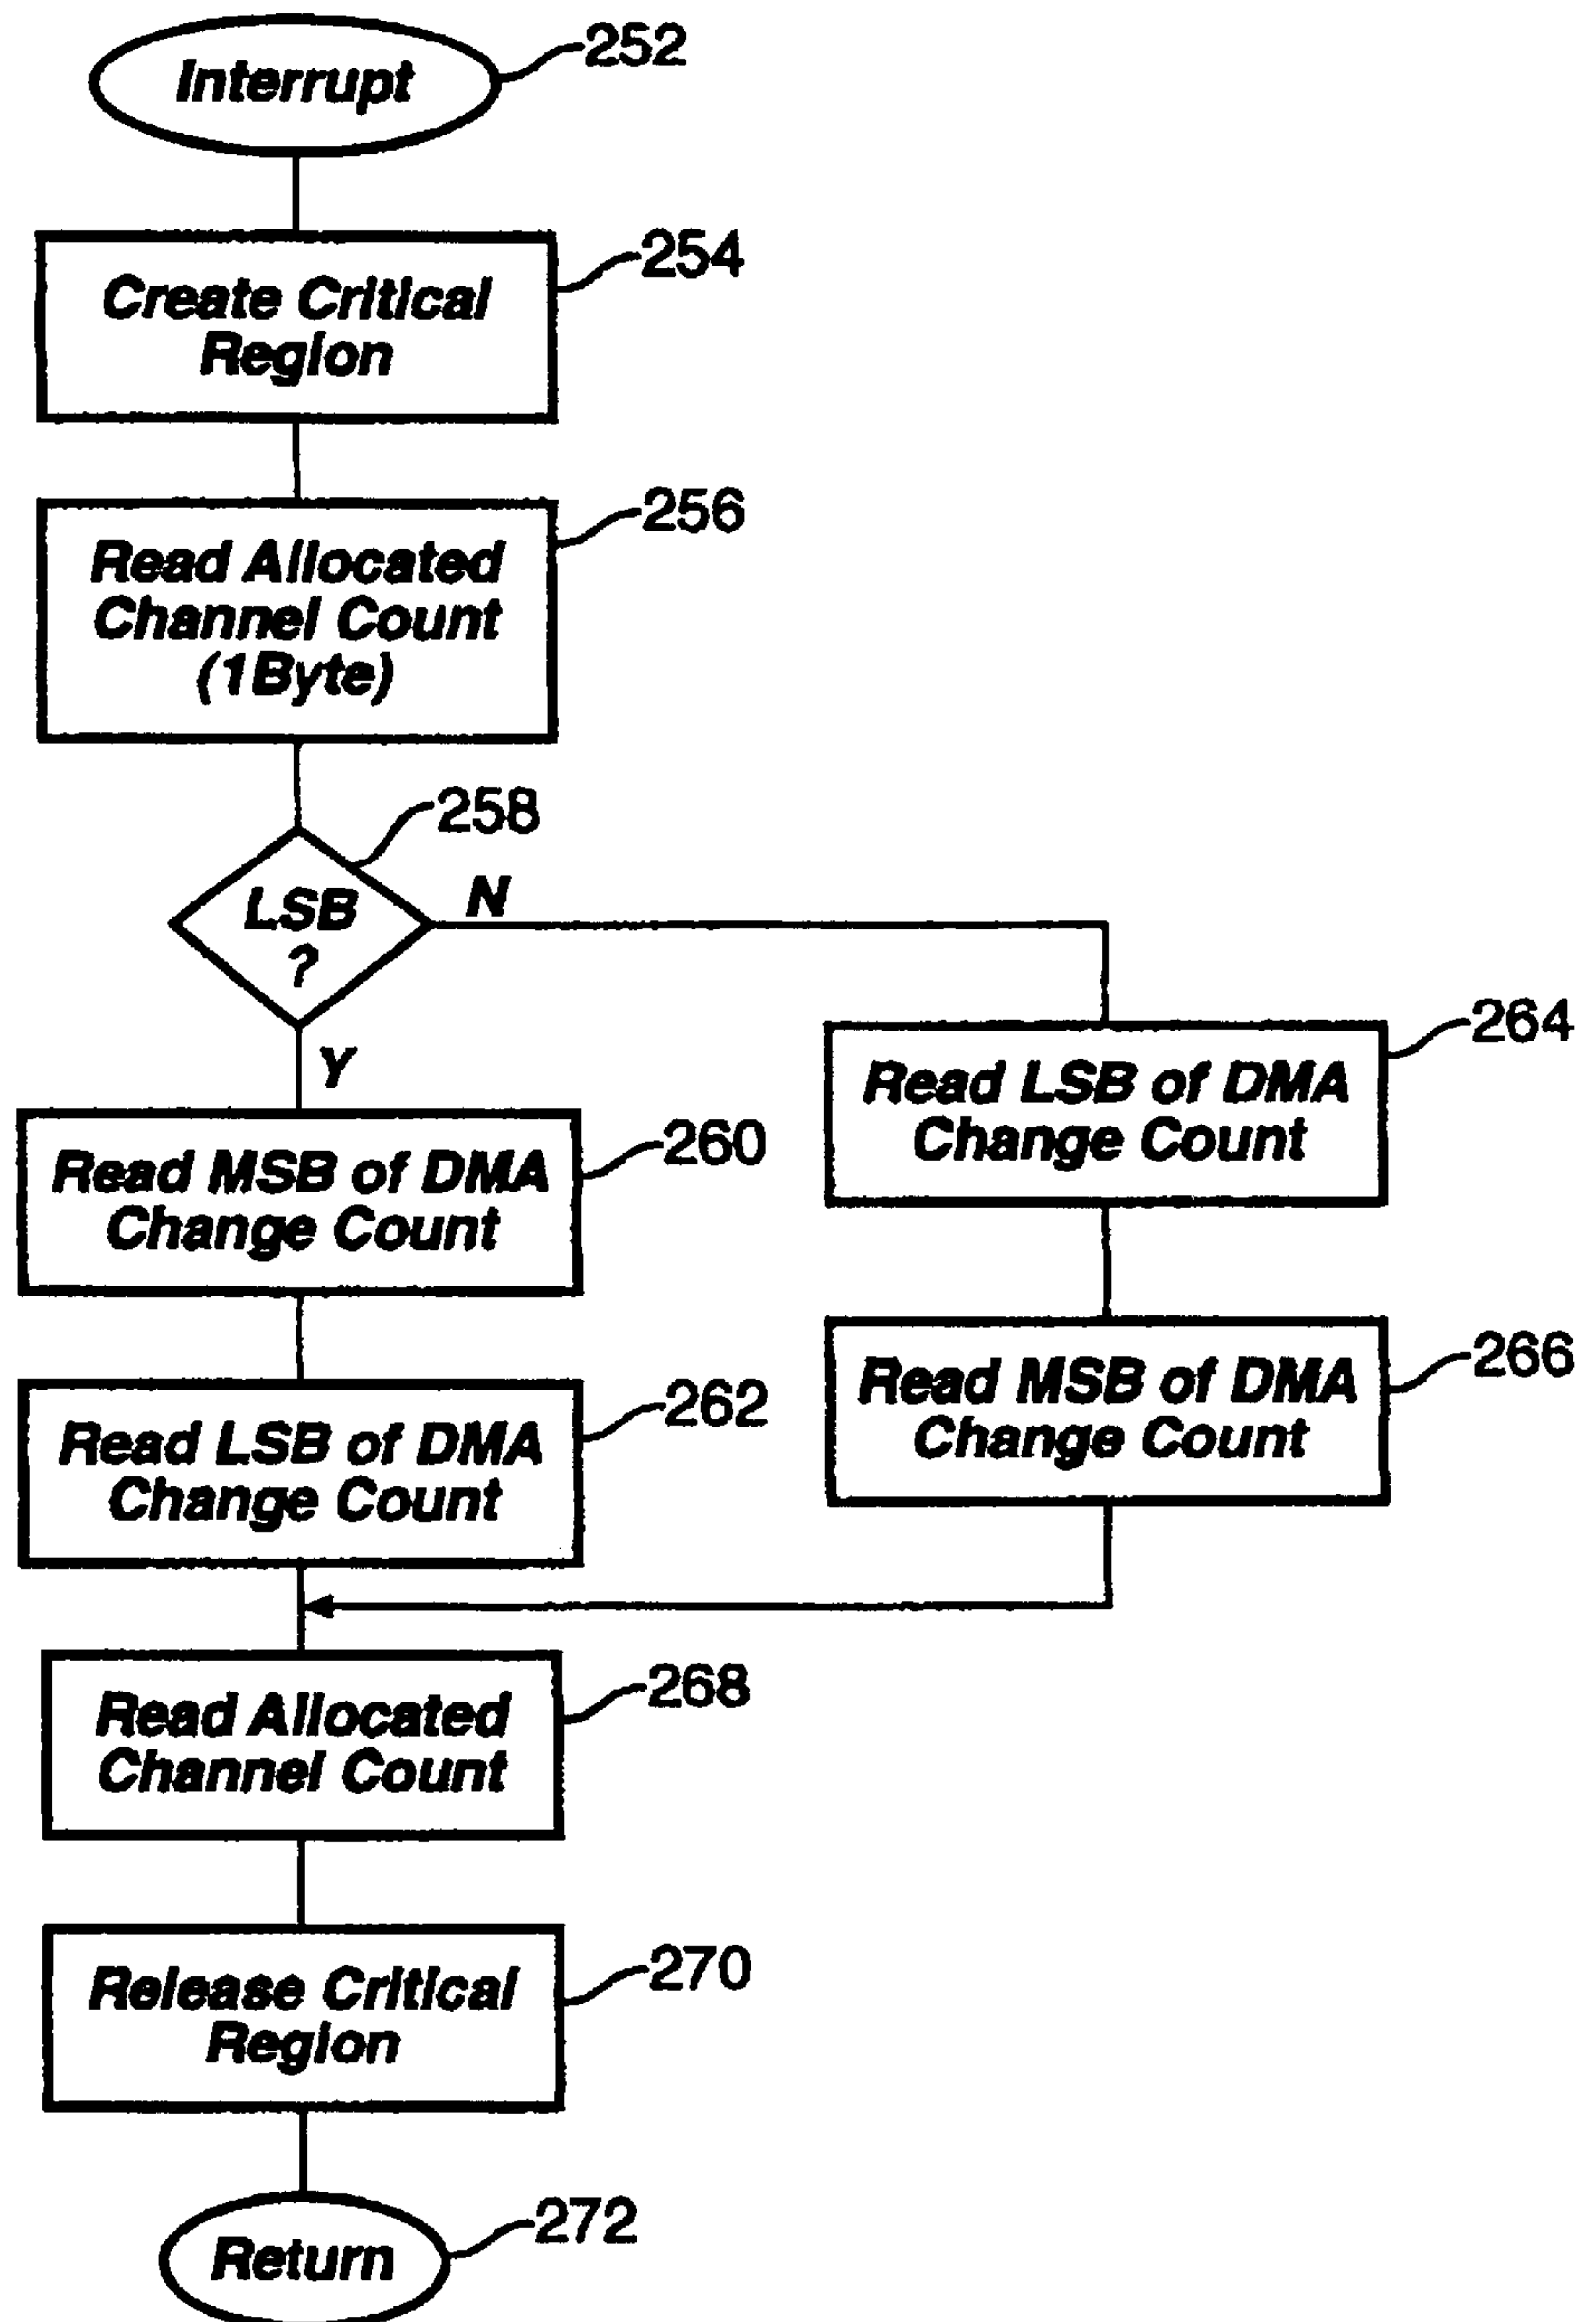 Interrupt
252
Create Critical
Region
254
Read Allocated
Channel Count
(1Byte)
256
258
LSB
?
N
Y
Read MSB of DMA
Change Count
260
Read LSB of DMA
Change Count
262
Read LSB of DMA
Change Count
264
Read MSB of DMA
Change Count
266
Read Allocated
Channel Count
268
Release Critical
Region
270
Return
272